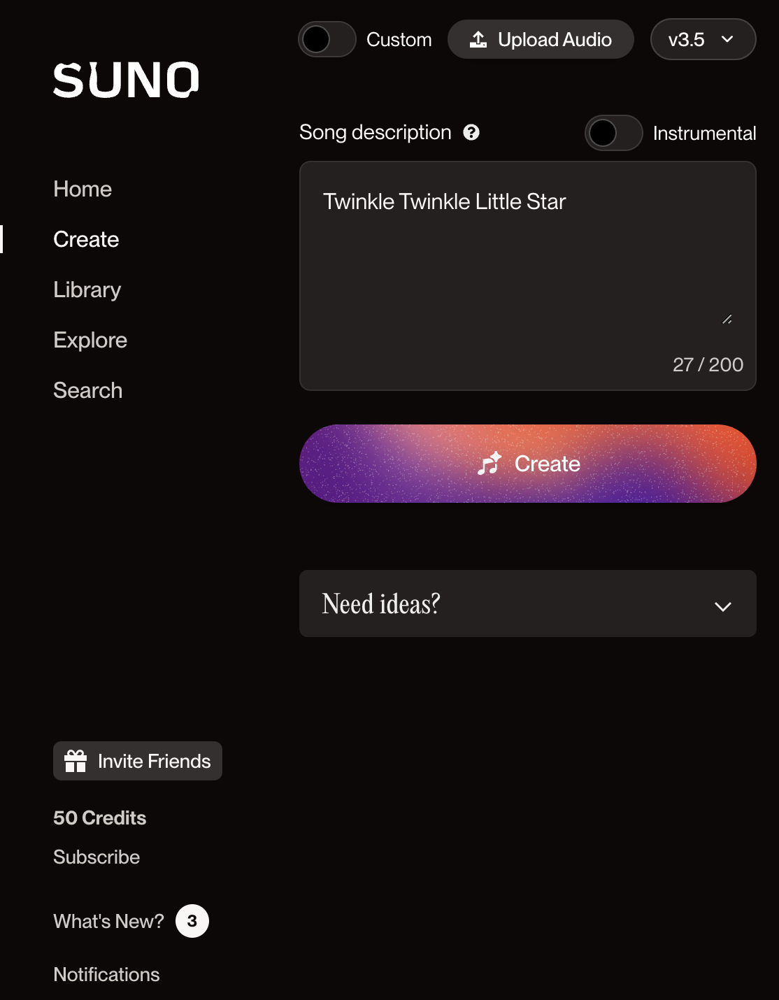 SUNO
Home
Create
Library
Explore
Search
Invite Friends
50 Credits
Subscribe
What's New? 3
Notifications
Custom
Upload Audio
v3.5
Song description
Instrumental
Twinkle Twinkle Little Star
27 / 200
Create
Need ideas?